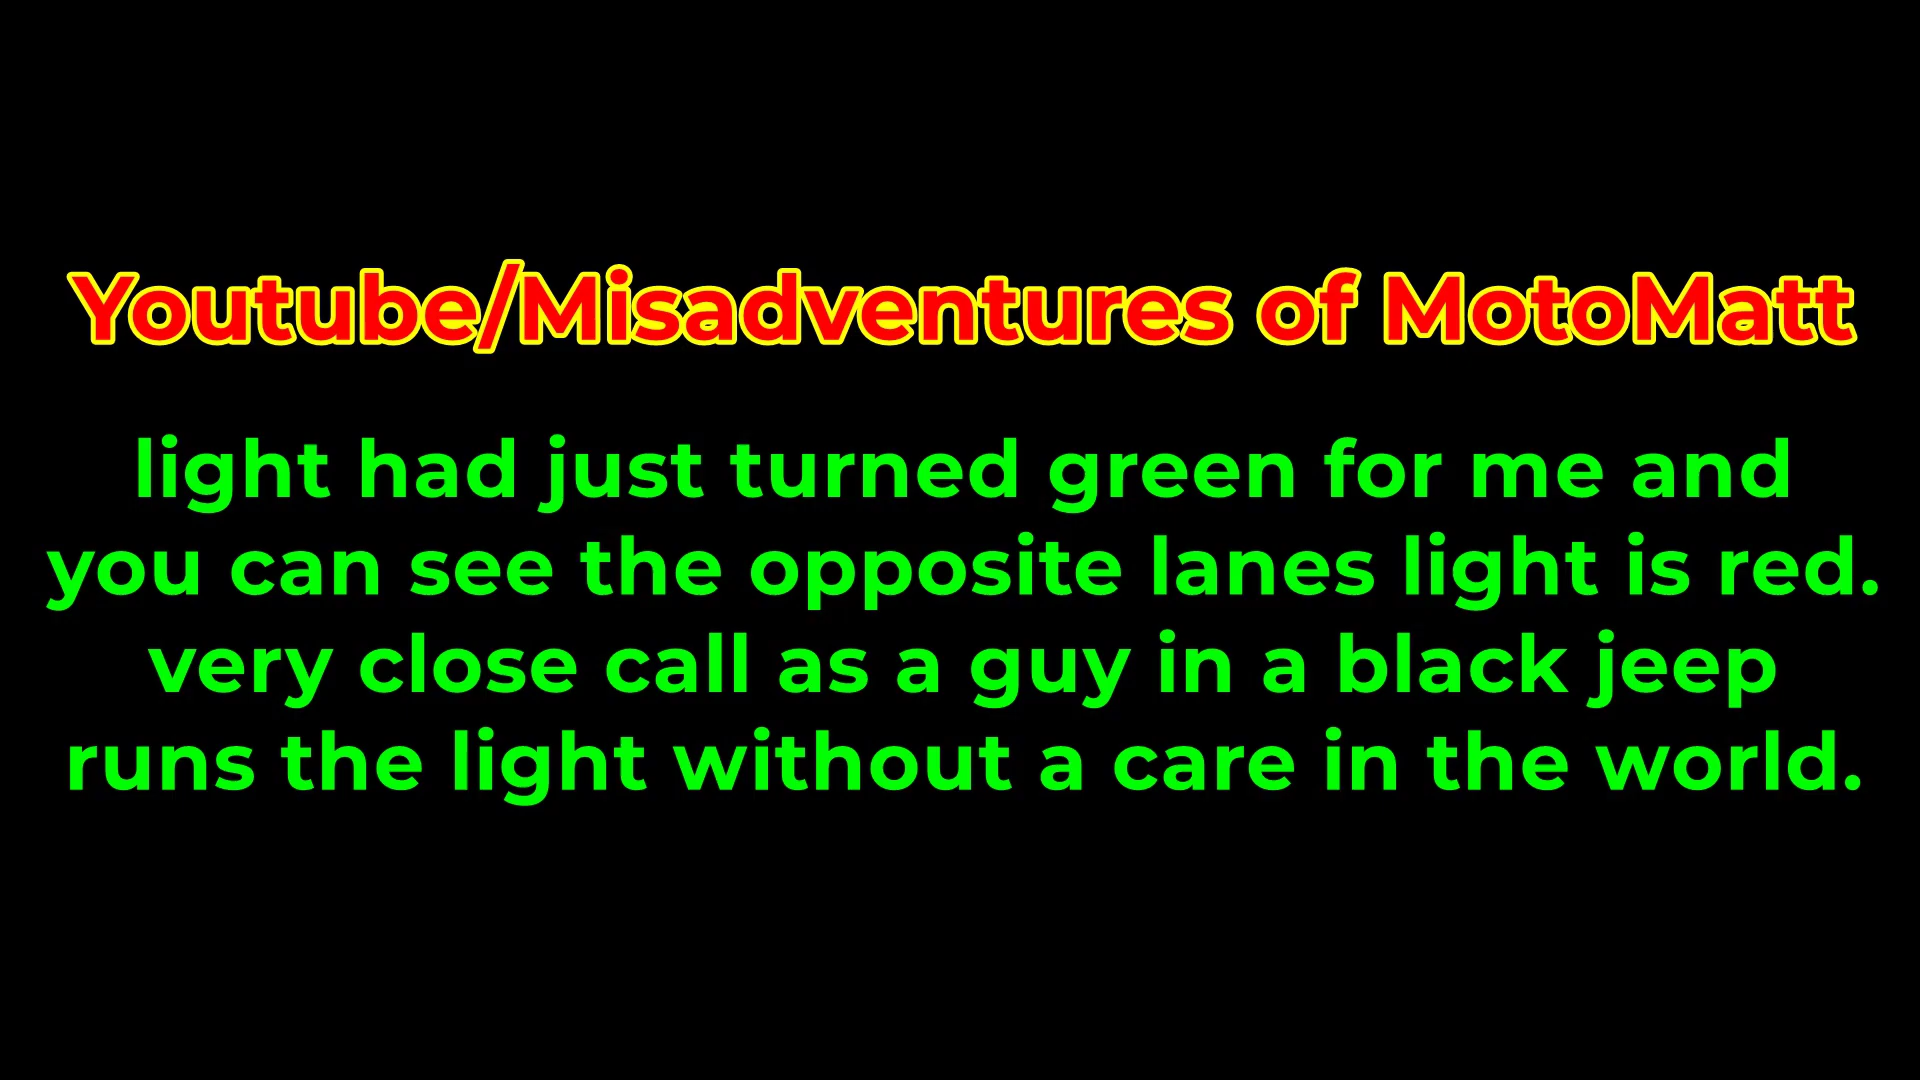 Youtube/Misadventures of MotoMatt
light had just turned green for me and
you can see the opposite lanes light is red.
very close call as a guy in a black jeep
runs the light without a care in the world.